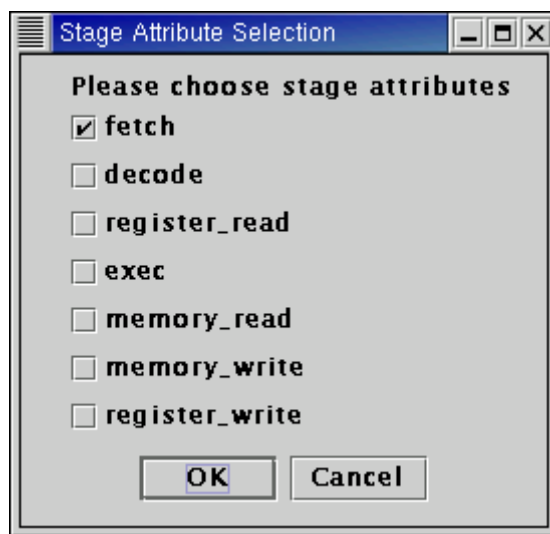 Stage Attribute Selection
Please choose stage attributes
fetch
decode
register_read
exec
memory_read
memory_write
register_write
OK Cancel